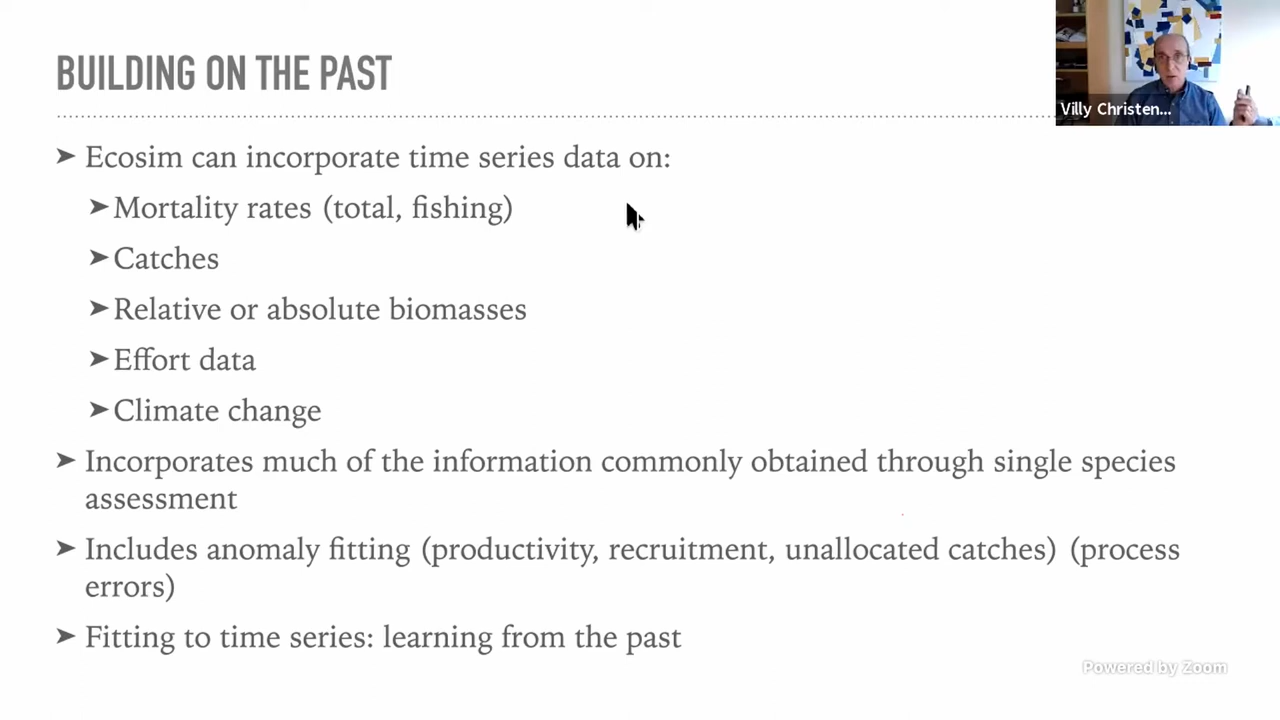 BUILDING ON THE PAST
Villy Christen...
➤ Ecosim can incorporate time series data on:
➤ Mortality rates (total, fishing)
➤ Catches
➤ Relative or absolute biomasses
➤ Effort data
➤ Climate change
➤ Incorporates much of the information commonly obtained through single species
assessment
➤ Includes anomaly fitting (productivity, recruitment, unallocated catches) (process
errors)
➤ Fitting to time series: learning from the past
Powered by Zoom